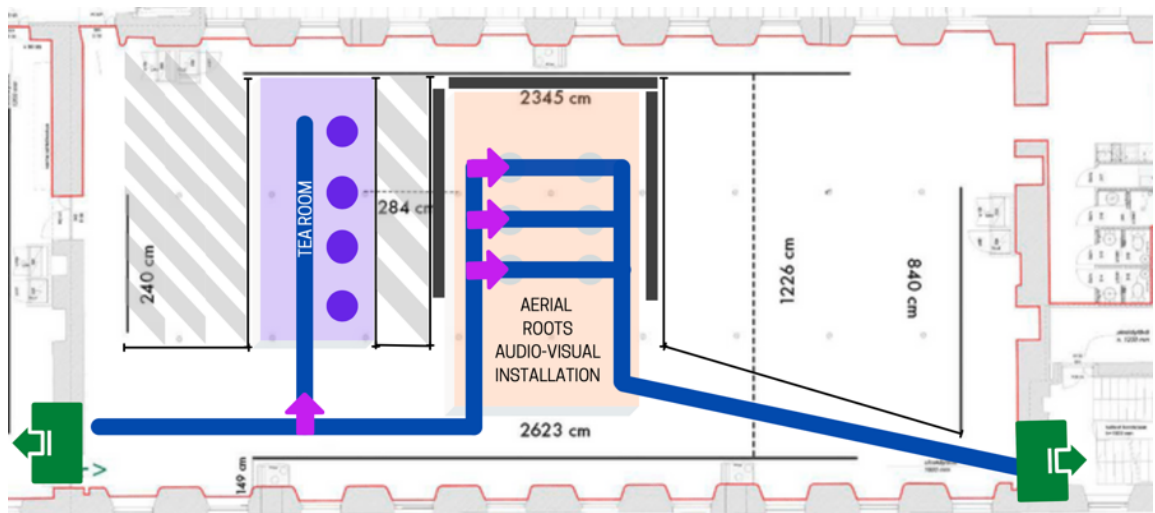 2345 cm
TEA ROOM
284 cm
240 cm
1226 cm
840 cm
AERIAL
ROOTS
AUDIO-VISUAL
INSTALLATION
2623 cm
149 cm